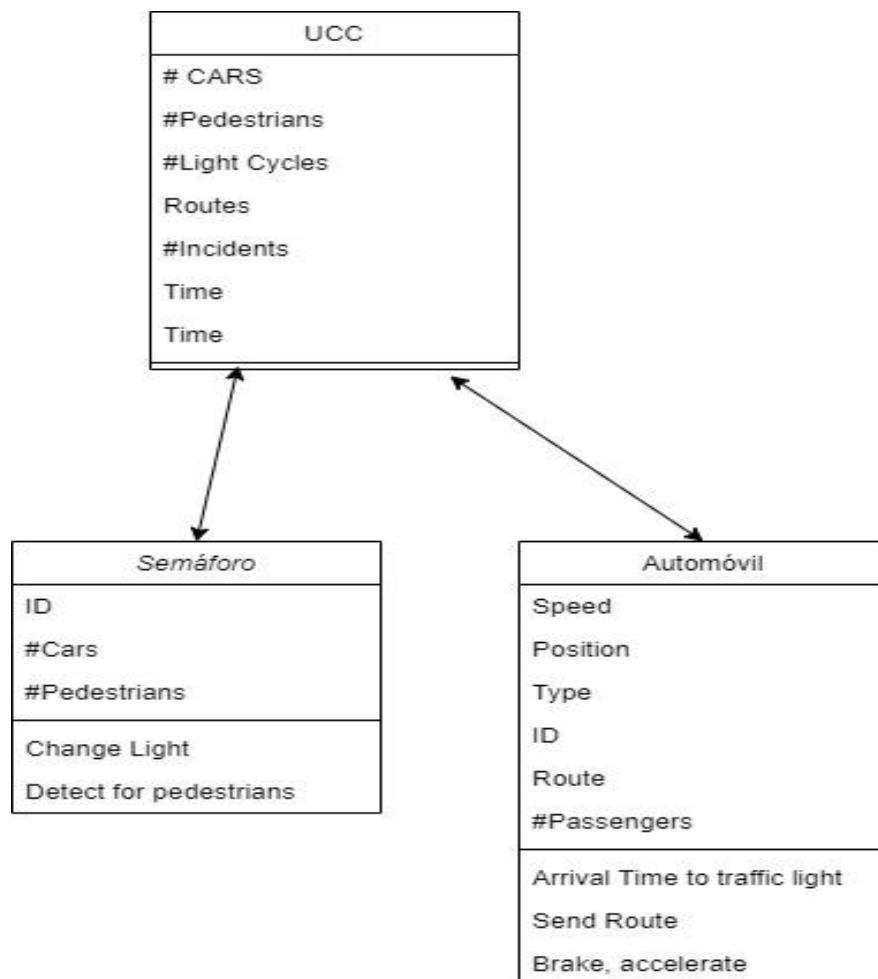 UCC
# CARS
#Pedestrians
#Light Cycles
Routes
#Incidents
Time
Time
Semáforo
ID
#Cars
#Pedestrians
Change Light
Detect for pedestrians
Automóvil
Speed
Position
Type
ID
Route
#Passengers
Arrival Time to traffic light
Send Route
Brake, accelerate